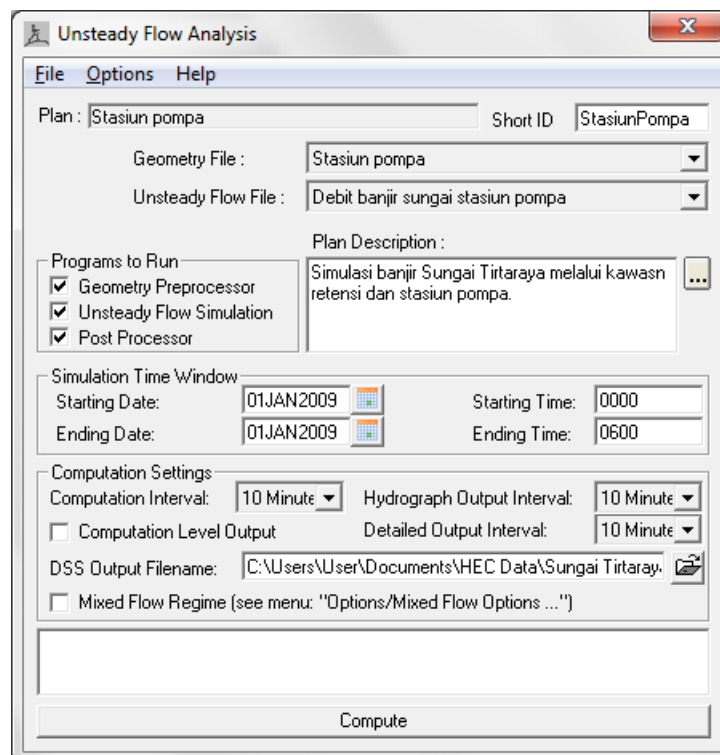 Unsteady Flow Analysis
File Options Help
Plan : Stasiun pompa Short ID StasiunPompa
Geometry File : Stasiun pompa
Unsteady Flow File : Debit banjir sungai stasiun pompa
Plan Description :
Programs to Run
Simulasi banjir Sungai Tirtaraya melalui kawasn
retensi dan stasiun pompa.
...
Geometry Preprocessor
Unsteady Flow Simulation
Post Processor
Simulation Time Window
Starting Date: 01JAN2009 Starting Time: 0000
Ending Date: 01JAN2009 Ending Time: 0600
Computation Settings
Computation Interval: 10 Minute Hydrograph Output Interval: 10 Minute
Computation Level Output Detailed Output Interval: 10 Minute
DSS Output Filename: C:\Users\User\Documents\HEC Data\Sungai Tirtaray
Mixed Flow Regime (see menu: "Options/Mixed Flow Options ...")
Compute